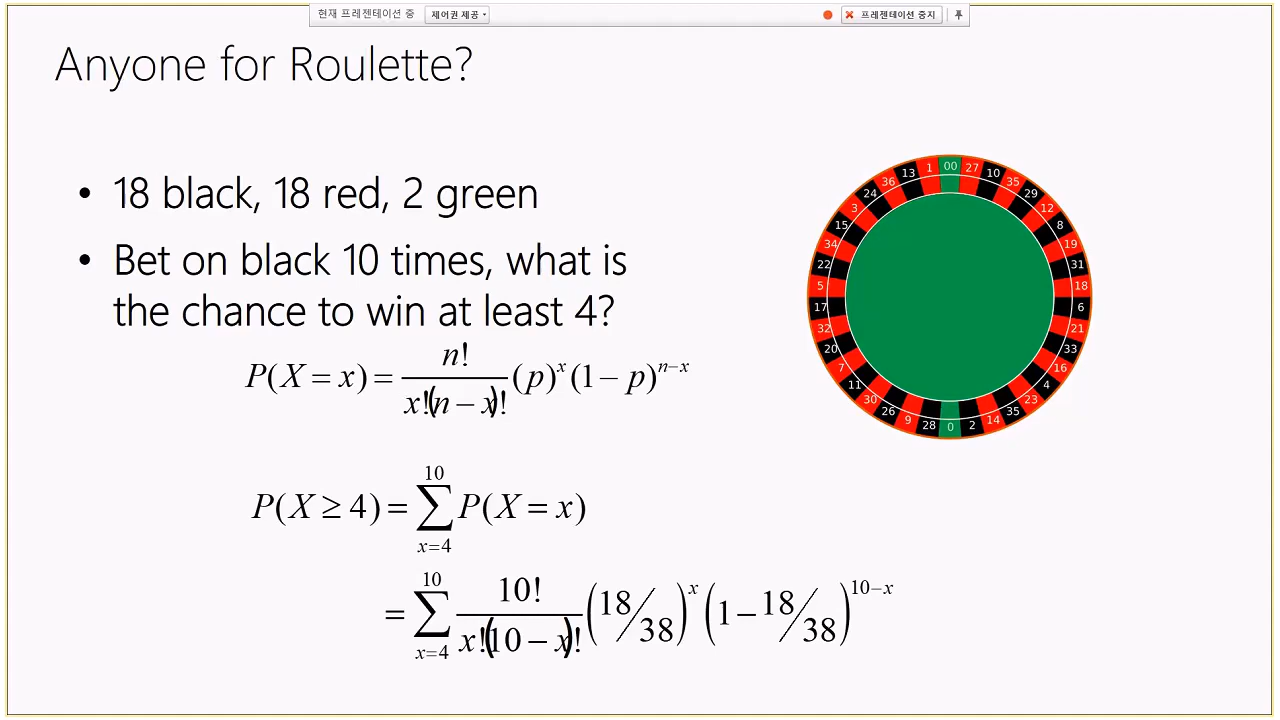 현재 프레젠테이션 중 제어권 제공 프레젠테이션 중지
Anyone for Roulette?
• 18 black, 18 red, 2 green
• Bet on black 10 times, what is
the chance to win at least 4?
P(X = x) = n! / x!(n − x)! (p)^x (1 − p)^{n−x}
P(X ≥ 4) = ∑_{x=4}^{10} P(X = x)
= ∑_{x=4}^{10} 10! / x!(10 − x)! (18/38)^x (1 − 18/38)^{10−x}
00 27 10 35 29 12 8 19 31 18 6 21 33 16 4 23 35 14 2 0 28 9 26 30 11 7 20 32 17 5 22 34 15 3 24 36 13 1